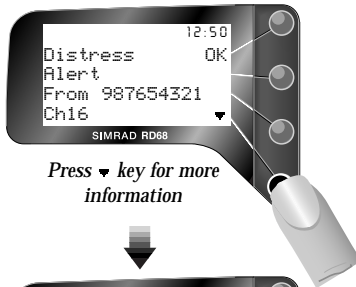 12:50
Distress OK
Alert
From 987654321
Ch16 ▼
SIMRAD RD68
Press ▼ key for more
information